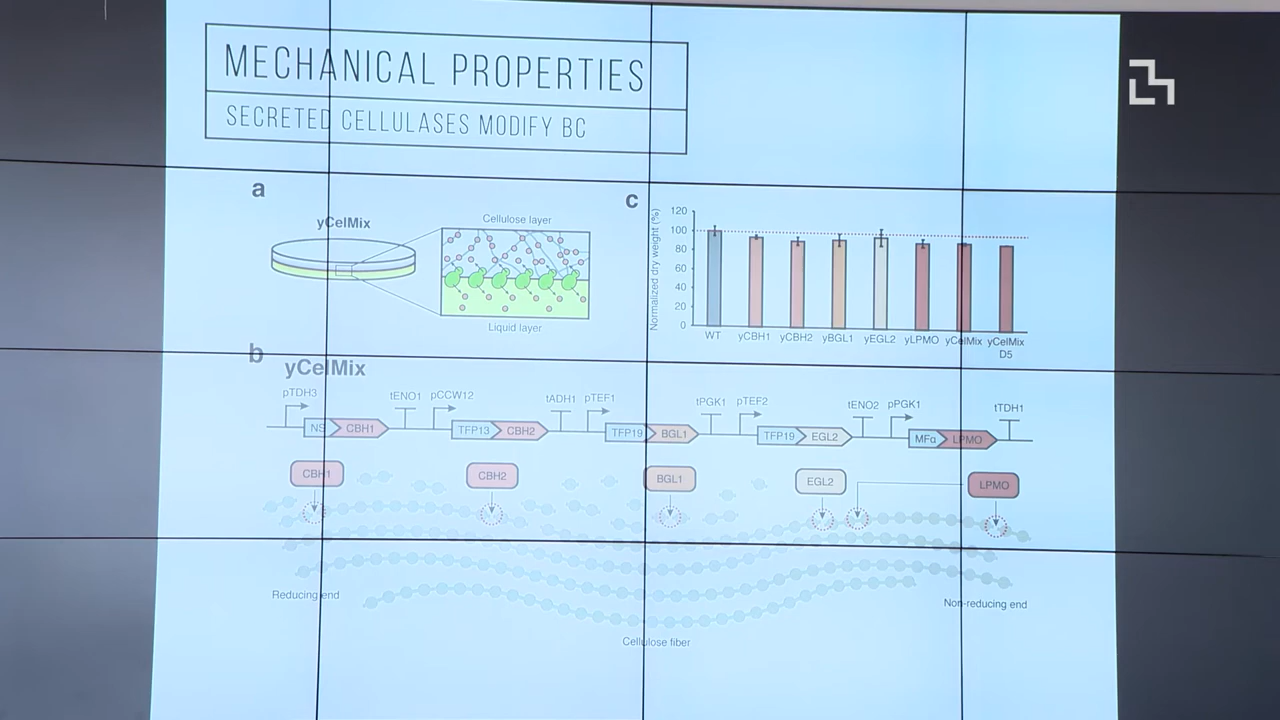 MECHANICAL PROPERTIES
SECRETED CELLULASES MODIFY BC
a
yCelMix
Cellulose layer
Liquid layer
c
Normalized dry weight (%)
120
100
80
60
40
20
0
WT yCBH1 yCBH2 yBGL1 yEGL2 yLPMO yCelMix yCelMix
D5
b
yCelMix
pTDH3 tENO1 pCCW12 tADH1 pTEF1 tPGK1 pTEF2 tENO2 pPGK1 tTDH1
NS CBH1 TFP13 CBH2 TFP19 BGL1 TFP19 EGL2 MFα LPMO
CBH1 CBH2 BGL1 EGL2 LPMO
Reducing end
Non-reducing end
Cellulose fiber